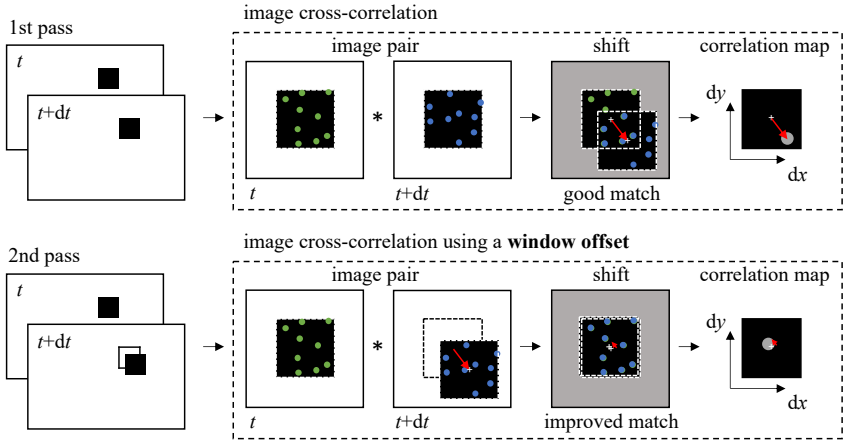 image cross-correlation
1st pass
image pair shift correlation map
t
t+dt
*
dy
dx
t t+dt good match
image cross-correlation using a window offset
2nd pass
image pair shift correlation map
t
t+dt
*
dy
dx
t t+dt improved match